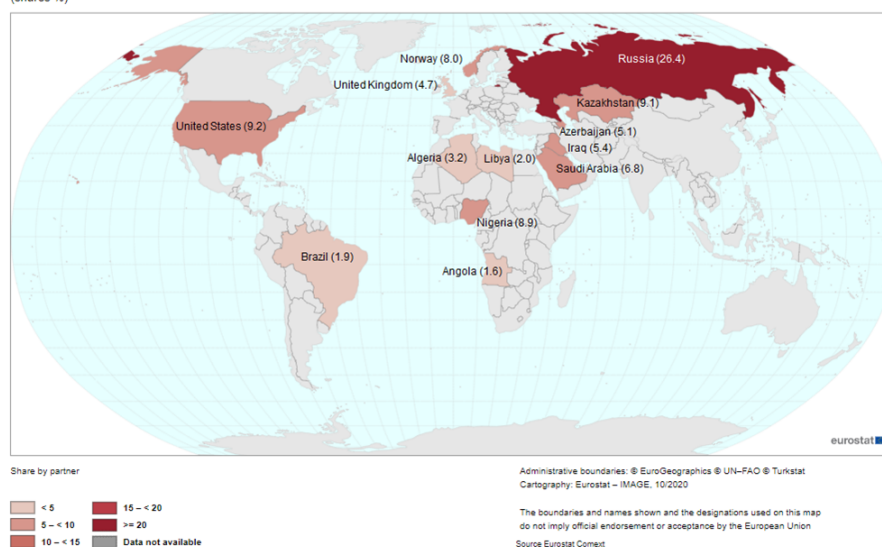 (shares %)
Norway (8.0)
Russia (26.4)
United Kingdom (4.7)
Kazakhstan (9.1)
United States (9.2)
Azerbaijan (5.1)
Iraq (5.4)
Algeria (3.2)
Libya (2.0)
Saudi Arabia (6.8)
Nigeria (8.9)
Brazil (1.9)
Angola (1.6)
eurostat
Share by partner
< 5
15 – < 20
5 – < 10
>= 20
10 – < 15
Data not available
Administrative boundaries: © EuroGeographics © UN–FAO © Turkstat
Cartography: Eurostat – IMAGE, 10/2020
The boundaries and names shown and the designations used on this map
do not imply official endorsement or acceptance by the European Union
Source Eurostat Comext